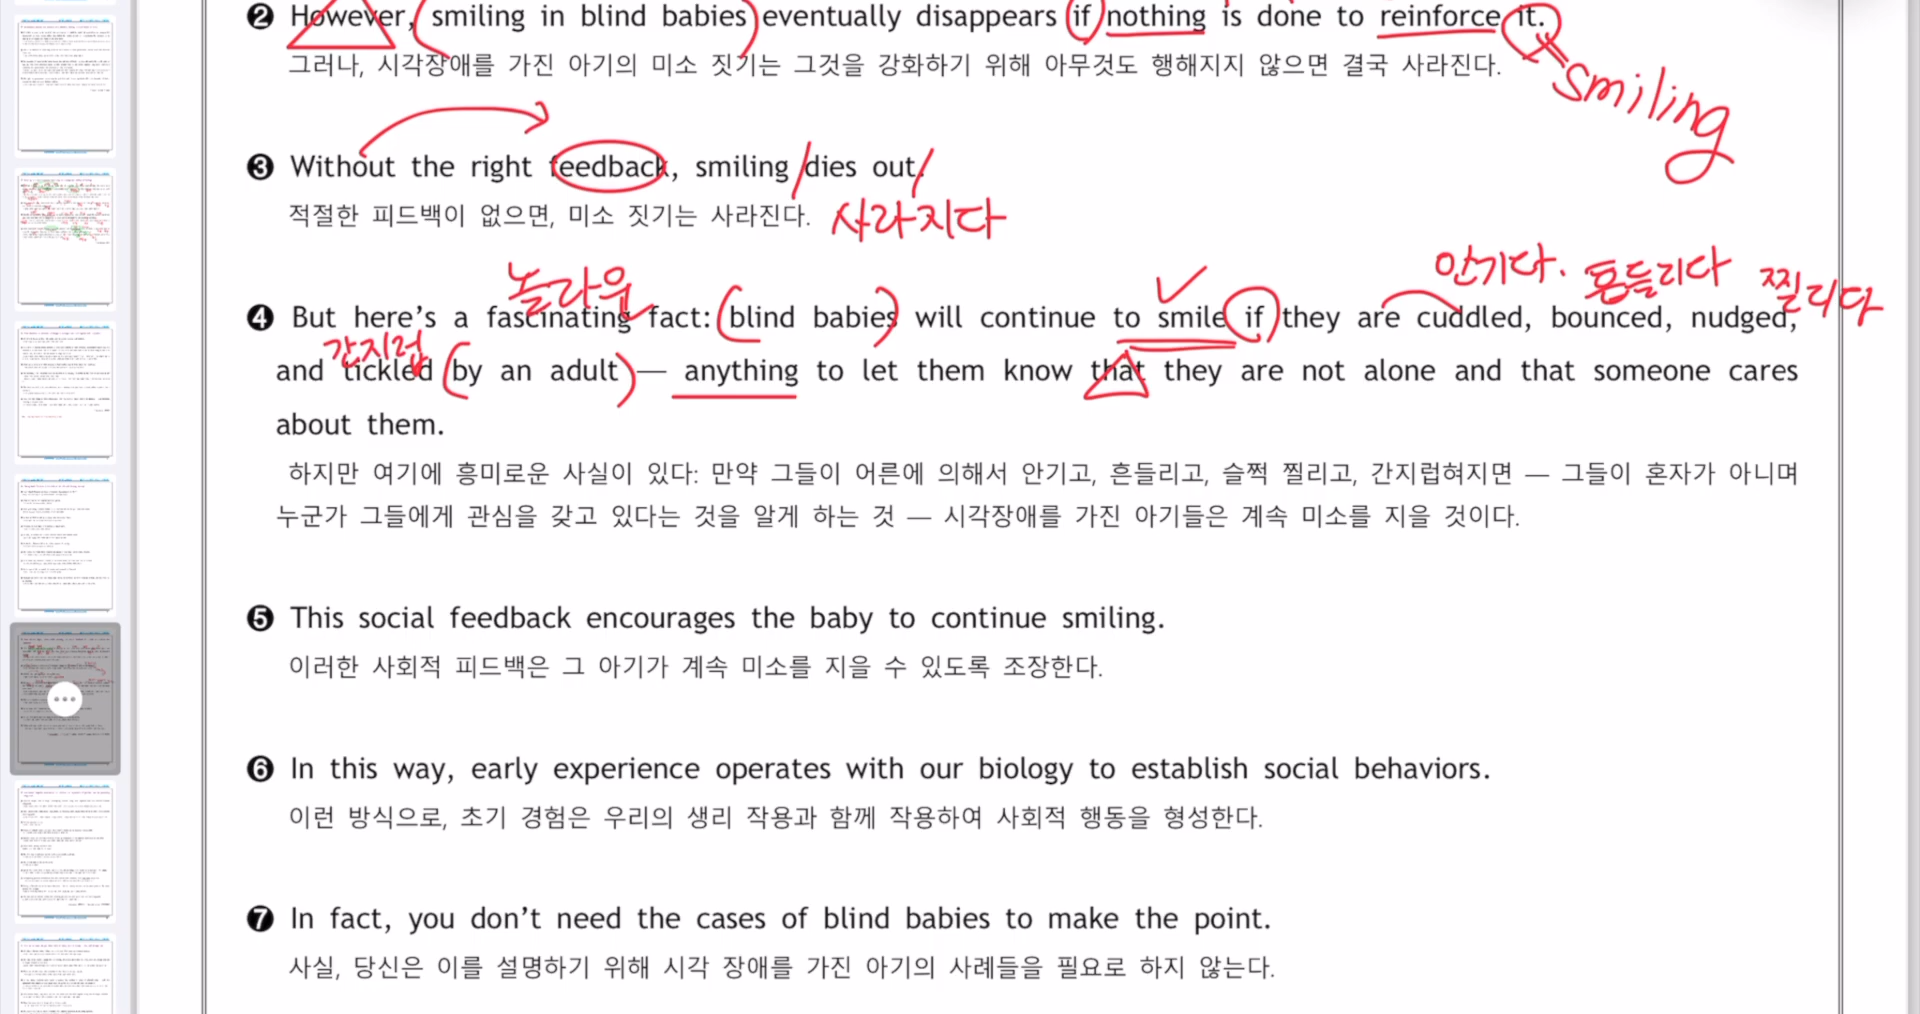 ❷ However, smiling in blind babies eventually disappears if nothing is done to reinforce it.
그러나, 시각장애를 가진 아기의 미소 짓기는 그것을 강화하기 위해 아무것도 행해지지 않으면 결국 사라진다.
smiling
❸ Without the right feedback, smiling dies out.
적절한 피드백이 없으면, 미소 짓기는 사라진다. 사라지다
놀라운 안기다. 흔들리다 찔리다
❹ But here's a fascinating fact: blind babies will continue to smile if they are cuddled, bounced, nudged,
간지럽
and tickled by an adult — anything to let them know that they are not alone and that someone cares
about them.
하지만 여기에 흥미로운 사실이 있다: 만약 그들이 어른에 의해서 안기고, 흔들리고, 슬쩍 찔리고, 간지럽혀지면 — 그들이 혼자가 아니며
누군가 그들에게 관심을 갖고 있다는 것을 알게 하는 것 — 시각장애를 가진 아기들은 계속 미소를 지을 것이다.
❺ This social feedback encourages the baby to continue smiling.
이러한 사회적 피드백은 그 아기가 계속 미소를 지을 수 있도록 조장한다.
❻ In this way, early experience operates with our biology to establish social behaviors.
이런 방식으로, 초기 경험은 우리의 생리 작용과 함께 작용하여 사회적 행동을 형성한다.
❼ In fact, you don't need the cases of blind babies to make the point.
사실, 당신은 이를 설명하기 위해 시각 장애를 가진 아기의 사례들을 필요로 하지 않는다.